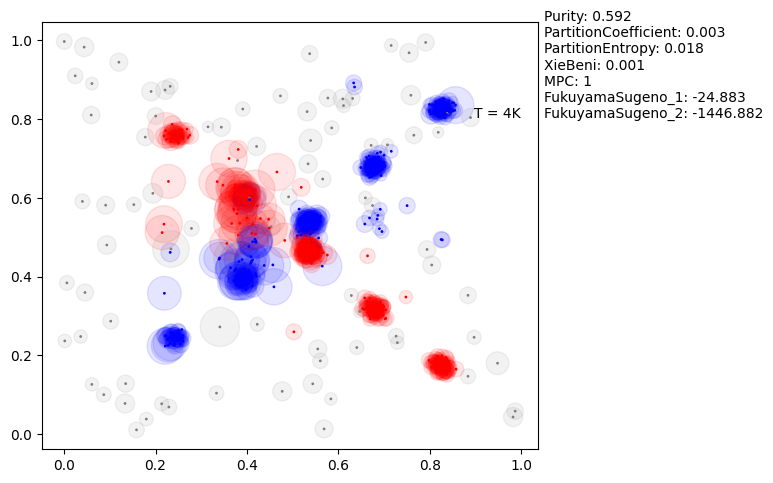 Purity: 0.592
PartitionCoefficient: 0.003
PartitionEntropy: 0.018
XieBeni: 0.001
MPC: 1
FukuyamaSugeno_1: -24.883
FukuyamaSugeno_2: -1446.882
T = 4K
1.0
0.8
0.6
0.4
0.2
0.0
0.0 0.2 0.4 0.6 0.8 1.0